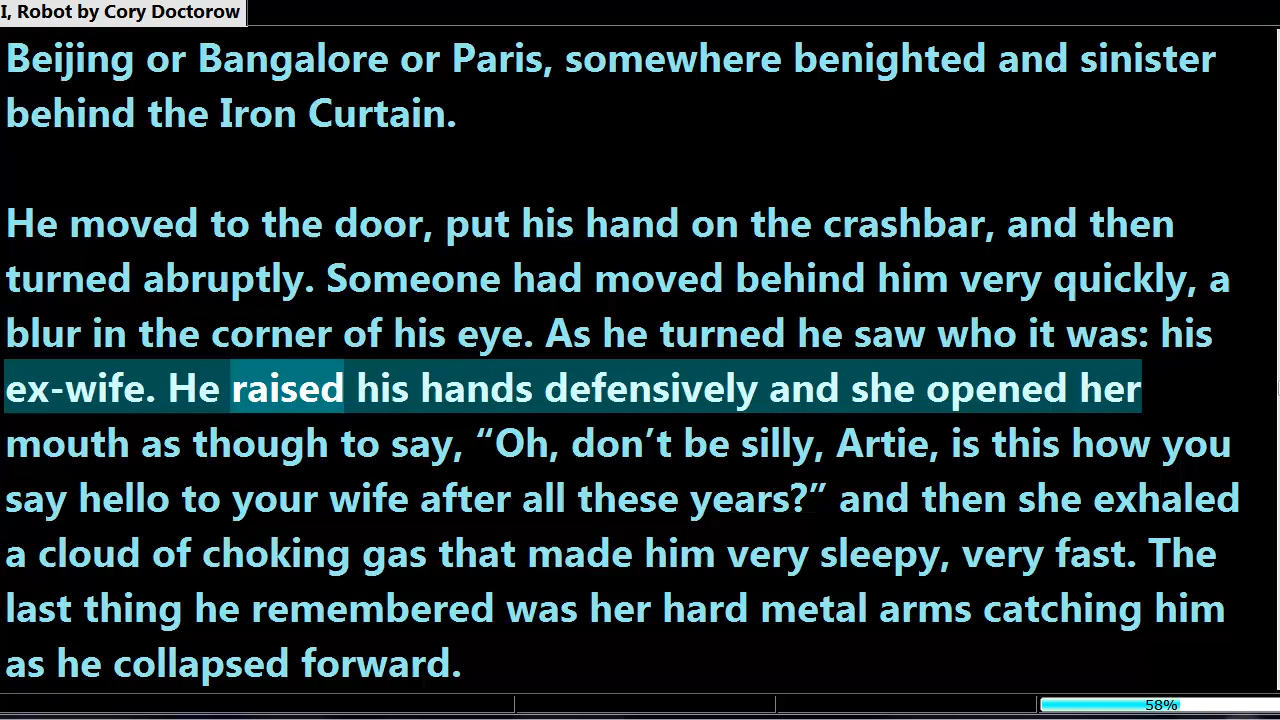 I, Robot by Cory Doctorow
Beijing or Bangalore or Paris, somewhere benighted and sinister
behind the Iron Curtain.
He moved to the door, put his hand on the crashbar, and then
turned abruptly. Someone had moved behind him very quickly, a
blur in the corner of his eye. As he turned he saw who it was: his
ex-wife. He raised his hands defensively and she opened her
mouth as though to say, “Oh, don’t be silly, Artie, is this how you
say hello to your wife after all these years?” and then she exhaled
a cloud of choking gas that made him very sleepy, very fast. The
last thing he remembered was her hard metal arms catching him
as he collapsed forward.
58%